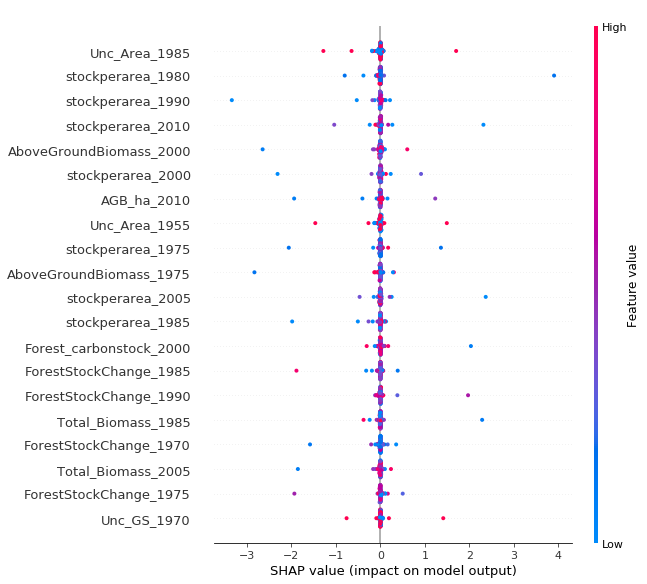 High
Unc_Area_1985
stockperarea_1980
stockperarea_1990
stockperarea_2010
AboveGroundBiomass_2000
stockperarea_2000
AGB_ha_2010
Unc_Area_1955
stockperarea_1975
AboveGroundBiomass_1975
stockperarea_2005
stockperarea_1985
Forest_carbonstock_2000
ForestStockChange_1985
ForestStockChange_1990
Total_Biomass_1985
ForestStockChange_1970
Total_Biomass_2005
ForestStockChange_1975
Unc_GS_1970
Feature value
Low
−3 −2 −1 0 1 2 3 4
SHAP value (impact on model output)